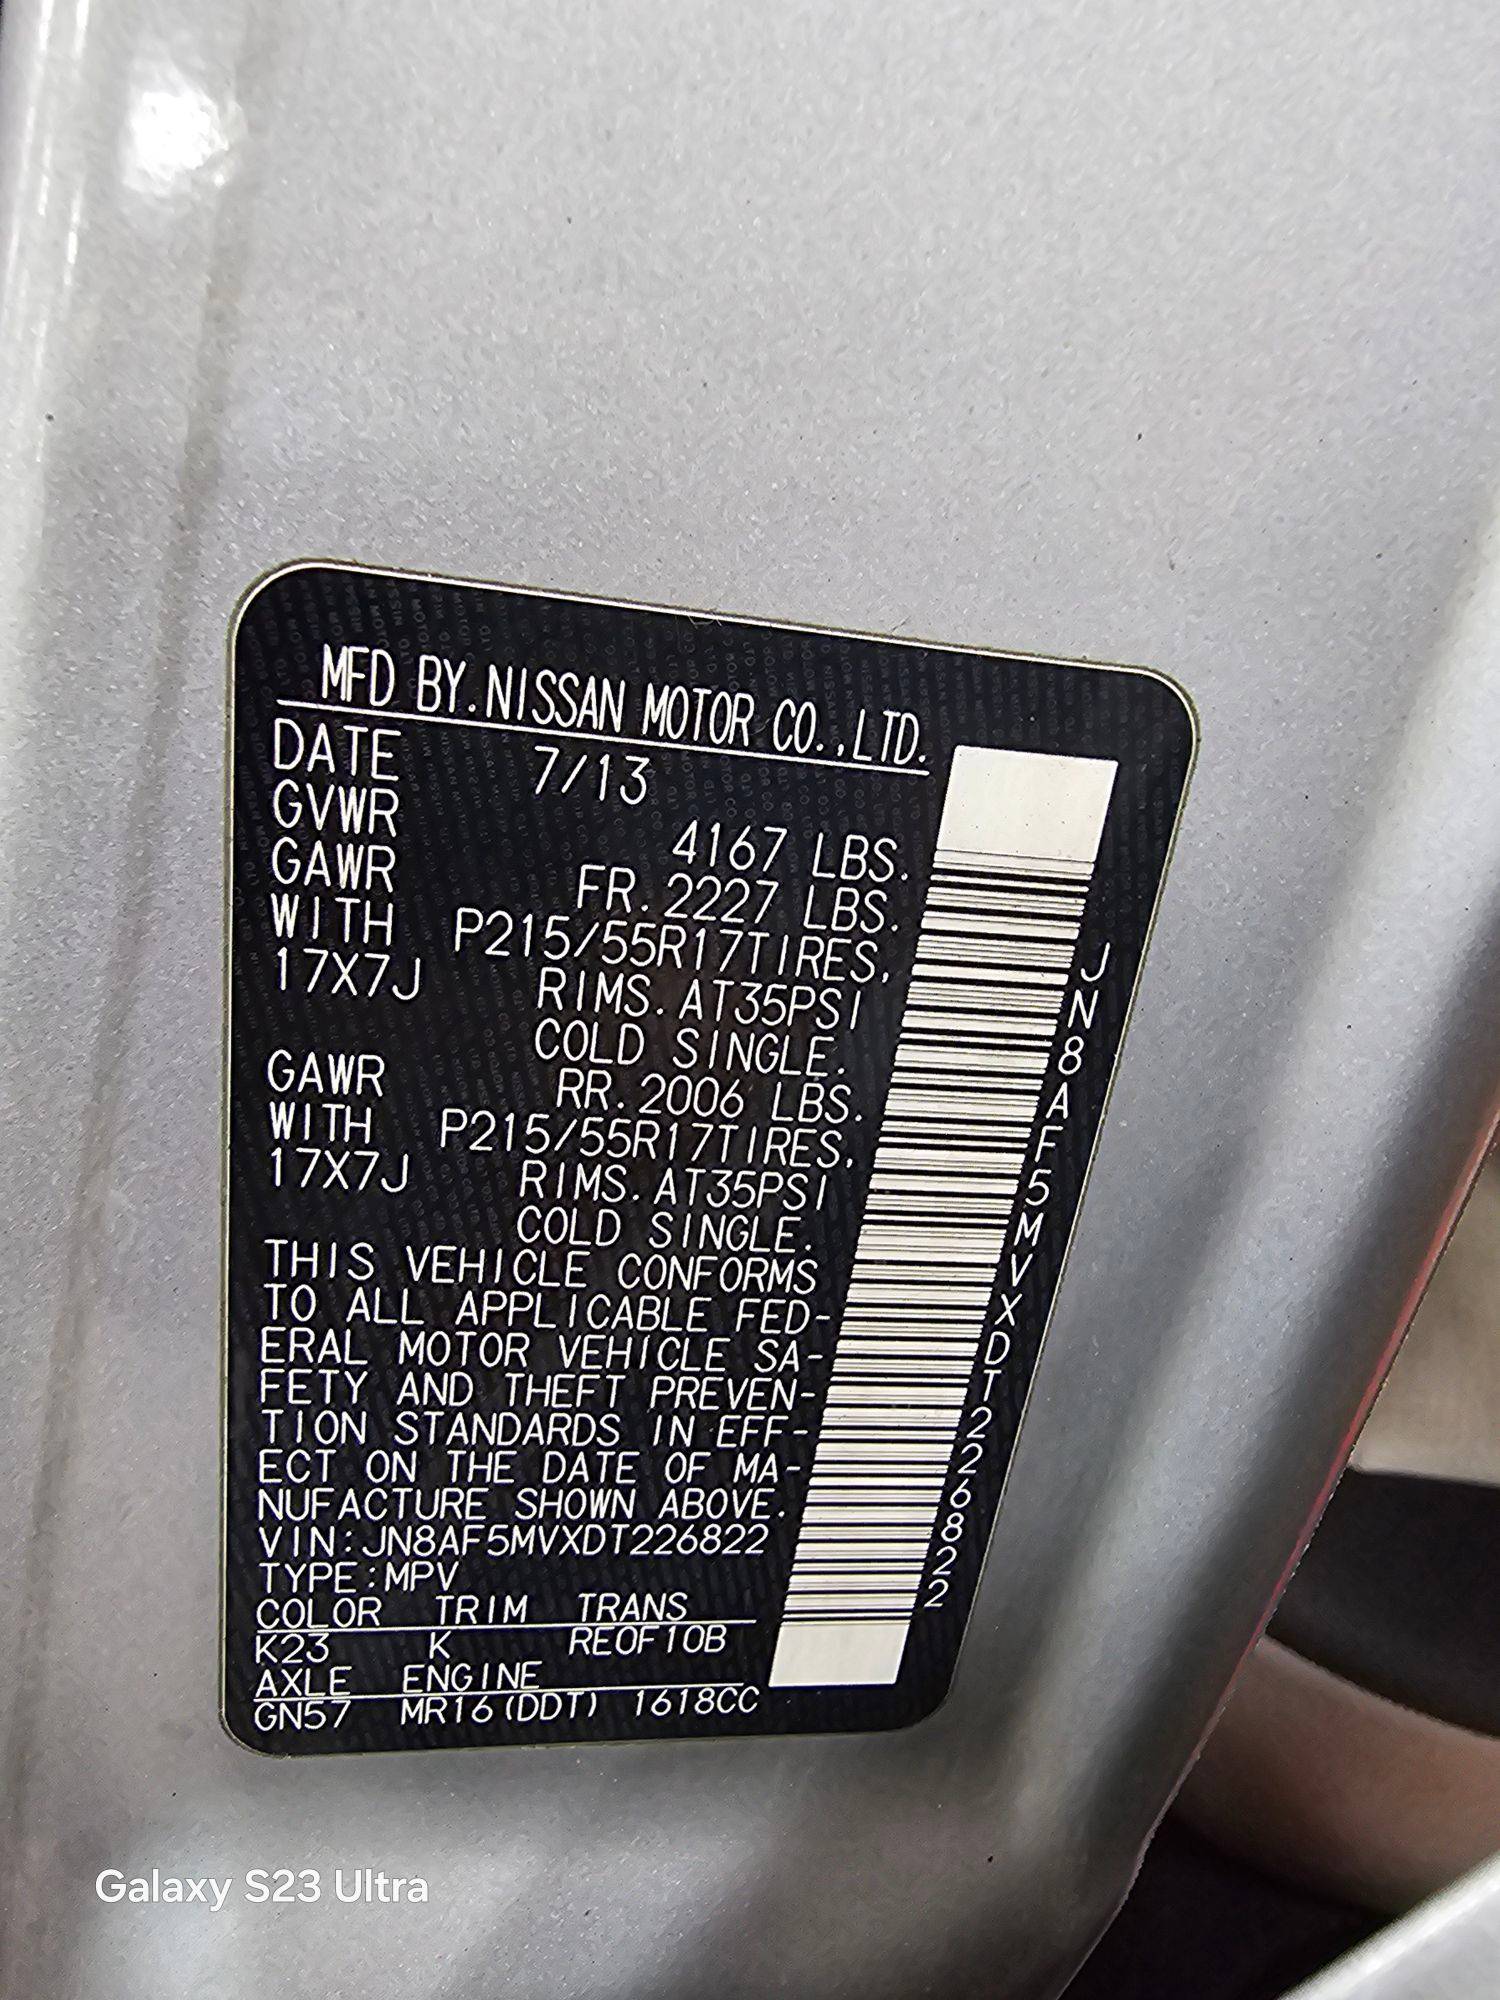 MFD BY.NISSAN MOTOR CO.,LTD.
DATE 7/13
GVWR 4167 LBS.
GAWR FR.2227 LBS.
WITH P215/55R17TIRES,
17X7J RIMS.AT35PSI
COLD SINGLE.
GAWR RR.2006 LBS.
WITH P215/55R17TIRES,
17X7J RIMS.AT35PSI
COLD SINGLE.
THIS VEHICLE CONFORMS
TO ALL APPLICABLE FED-
ERAL MOTOR VEHICLE SA-
FETY AND THEFT PREVEN-
TION STANDARDS IN EFF-
ECT ON THE DATE OF MA-
NUFACTURE SHOWN ABOVE.
VIN:JN8AF5MVXDT226822
TYPE:MPV
COLOR TRIM TRANS
K23 K RE0F10B
AXLE ENGINE
GN57 MR16(DDT) 1618CC
JN8AF5MVXDT226822
Galaxy S23 Ultra